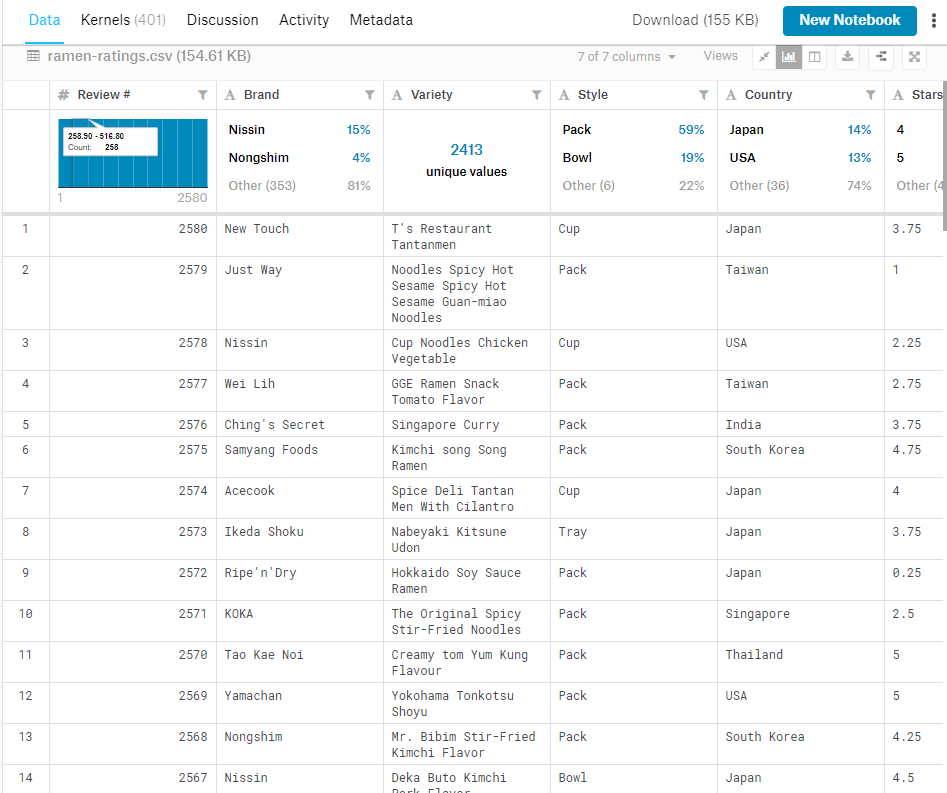 Data Kernels (401) Discussion Activity Metadata Download (155 KB) New Notebook
ramen-ratings.csv (154.61 KB) 7 of 7 columns Views
# Review # A Brand A Variety A Style A Country A Stars
258.90 - 516.80
Count: 258
1 2580
Nissin 15%
Nongshim 4%
Other (353) 81%
2413
unique values
Pack 59%
Bowl 19%
Other (6) 22%
Japan 14%
USA 13%
Other (36) 74%
4
5
Other (4
1 2580 New Touch T's Restaurant Cup Japan 3.75
Tantanmen
2 2579 Just Way Noodles Spicy Hot Pack Taiwan 1
Sesame Spicy Hot
Sesame Guan-miao
Noodles
3 2578 Nissin Cup Noodles Chicken Cup USA 2.25
Vegetable
4 2577 Wei Lih GGE Ramen Snack Pack Taiwan 2.75
Tomato Flavor
5 2576 Ching's Secret Singapore Curry Pack India 3.75
6 2575 Samyang Foods Kimchi song Song Pack South Korea 4.75
Ramen
7 2574 Acecook Spice Deli Tantan Cup Japan 4
Men With Cilantro
8 2573 Ikeda Shoku Nabeyaki Kitsune Tray Japan 3.75
Udon
9 2572 Ripe'n'Dry Hokkaido Soy Sauce Pack Japan 0.25
Ramen
10 2571 KOKA The Original Spicy Pack Singapore 2.5
Stir-Fried Noodles
11 2570 Tao Kae Noi Creamy tom Yum Kung Pack Thailand 5
Flavour
12 2569 Yamachan Yokohama Tonkotsu Pack USA 5
Shoyu
13 2568 Nongshim Mr. Bibim Stir-Fried Pack South Korea 4.25
Kimchi Flavor
14 2567 Nissin Deka Buto Kimchi Bowl Japan 4.5
Pork Flavor